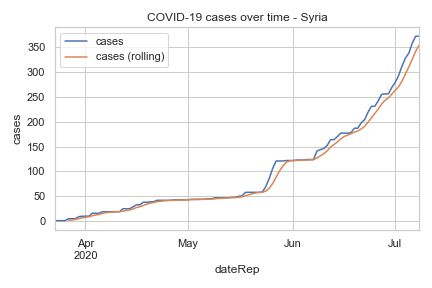 COVID-19 cases over time - Syria
cases
cases (rolling)
350
300
250
200
150
100
50
0
cases
Apr
2020
May
Jun
Jul
dateRep